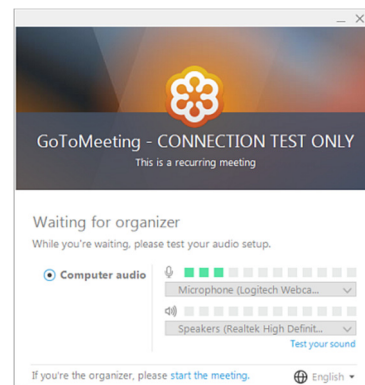 GoToMeeting - CONNECTION TEST ONLY
This is a recurring meeting
Waiting for organizer
While you're waiting, please test your audio setup.
Computer audio
Microphone (Logitech Webca...
Speakers (Realtek High Definit...
Test your sound
If you're the organizer, please start the meeting.
English